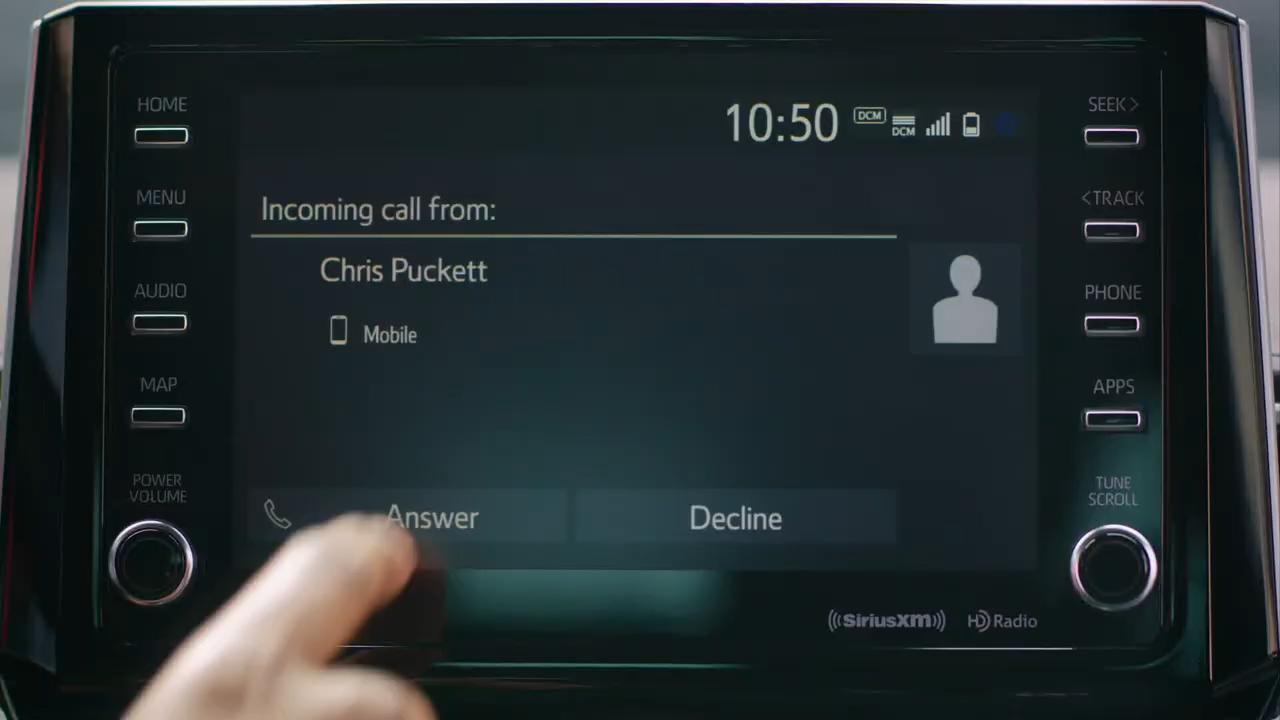 HOME
MENU
AUDIO
MAP
POWER
VOLUME
10:50
DCM
DCM
Incoming call from:
Chris Puckett
Mobile
Answer
Decline
SiriusXM
HD Radio
SEEK>
<TRACK
PHONE
APPS
TUNE
SCROLL